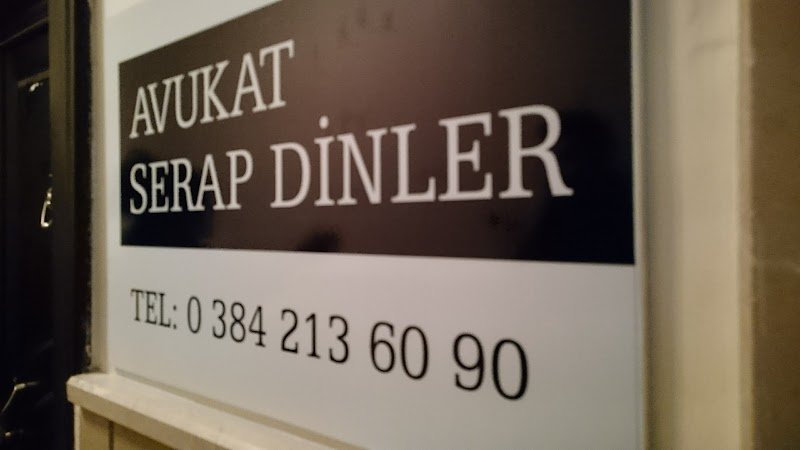 AVUKAT
SERAP DİNLER
TEL: 0 384 213 60 90